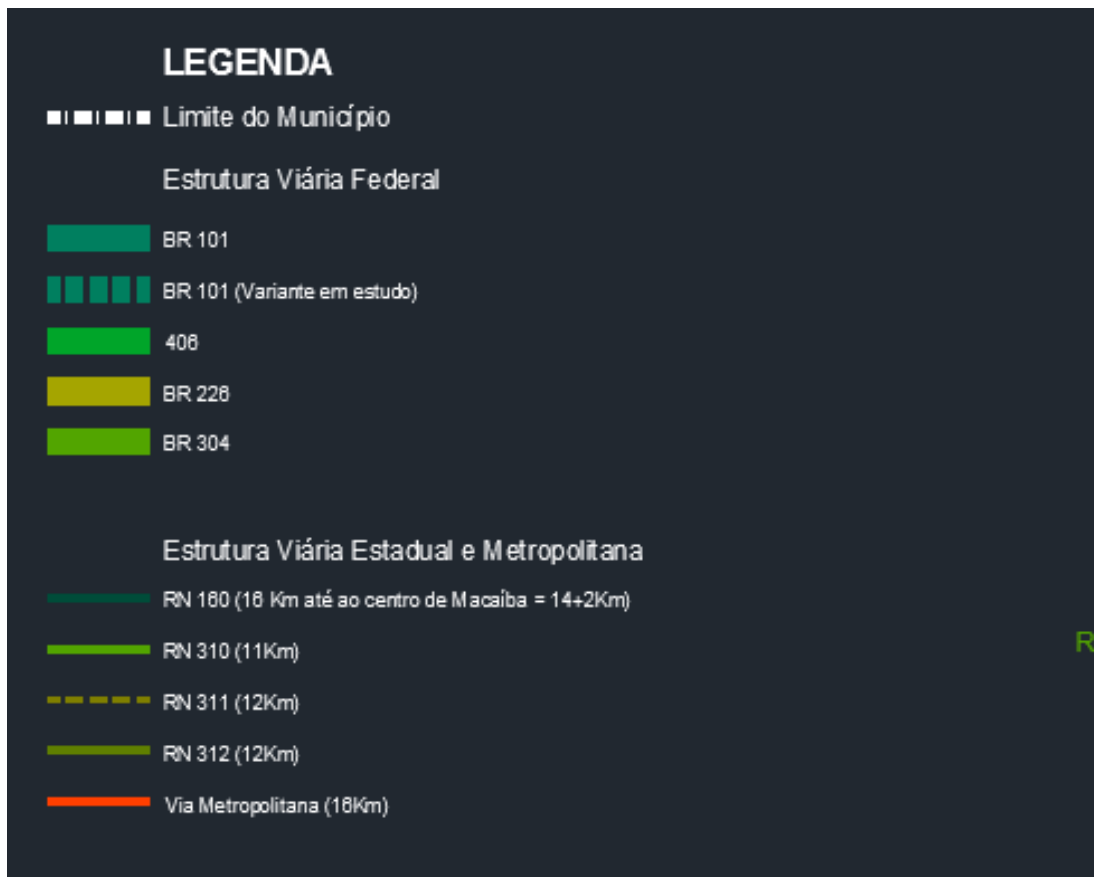 LEGENDA
Limite do Município
Estrutura Viária Federal
BR 101
BR 101 (Variante em estudo)
406
BR 226
BR 304
Estrutura Viária Estadual e Metropolitana
RN 160 (16 Km até ao centro de Macaíba = 14+2Km)
RN 310 (11Km)
R
RN 311 (12Km)
RN 312 (12Km)
Via Metropolitana (16Km)